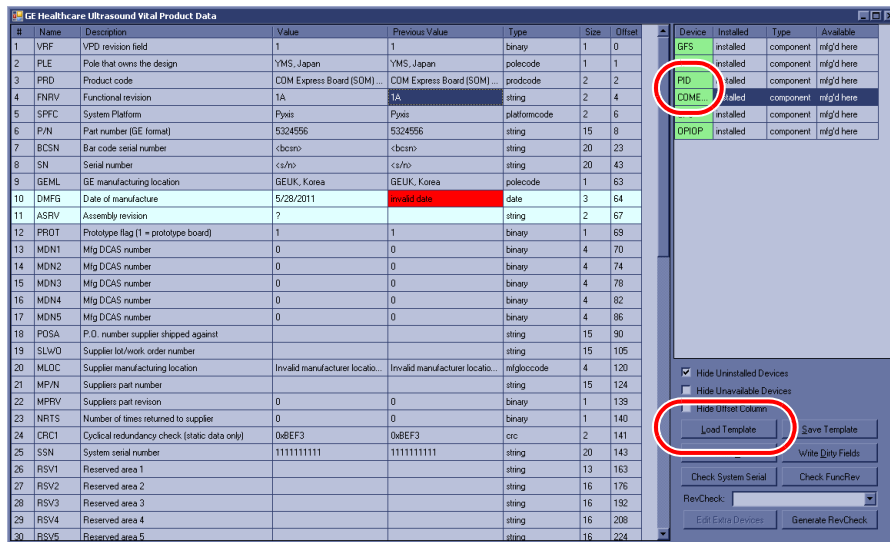 GE Healthcare Ultrasound Vital Product Data
# Name Description Value Previous Value Type Size Offset
1 VRF VPD revision field 1 1 binary 1 0
2 PLE Pole that owns the design YMS, Japan YMS, Japan polecode 1 1
3 PRD Product code COM Express Board (SOM) ... COM Express Board (SOM) ... prodcode 2 2
4 FNRV Functional revision 1A 1A string 2 4
5 SPFC System Platform Pyxis Pyxis platformcode 2 6
6 P/N Part number (GE format) 5324556 5324556 string 15 8
7 BCSN Bar code serial number <bcsn> <bcsn> string 20 23
8 SN Serial number <s/n> <s/n> string 20 43
9 GEML GE manufacturing location GEUK, Korea GEUK, Korea polecode 1 63
10 DMFG Date of manufacture 5/28/2011 invalid date date 3 64
11 ASRV Assembly revision ? string 2 67
12 PROT Prototype flag (1 = prototype board) 1 1 binary 1 69
13 MDN1 Mfg DCAS number 0 0 binary 4 70
14 MDN2 Mfg DCAS number 0 0 binary 4 74
15 MDN3 Mfg DCAS number 0 0 binary 4 78
16 MDN4 Mfg DCAS number 0 0 binary 4 82
17 MDN5 Mfg DCAS number 0 0 binary 4 86
18 POSA P.O. number supplier shipped against string 15 90
19 SLWO Supplier lot/work order number string 15 105
20 MLOC Supplier manufacturing location Invalid manufacturer locatio... Invalid manufacturer locatio... mfgloccode 4 120
21 MP/N Suppliers part number string 15 124
22 MPRV Suppliers part revison 0 0 binary 1 139
23 NRTS Number of times returned to supplier 0 0 binary 1 140
24 CRC1 Cyclical redundancy check (static data only) 0xBEF3 0xBEF3 crc 2 141
25 SSN System serial number 1111111111 1111111111 string 20 143
26 RSV1 Reserved area 1 string 13 163
27 RSV2 Reserved area 2 string 16 176
28 RSV3 Reserved area 3 string 16 192
29 RSV4 Reserved area 4 string 16 208
30 RSV5 Reserved area 5 string 16 224
Device Installed Type Available
GFS installed component mfg'd here
installed component mfg'd here
PID installed component mfg'd here
COME... installed component mfg'd here
installed component mfg'd here
OPIOP installed component mfg'd here
Hide Uninstalled Devices
Hide Unavailable Devices
Hide Offset Column
Load Template Save Template
Write Dirty Fields
Check System Serial Check FuncRev
RevCheck:
Edit Extra Devices Generate RevCheck